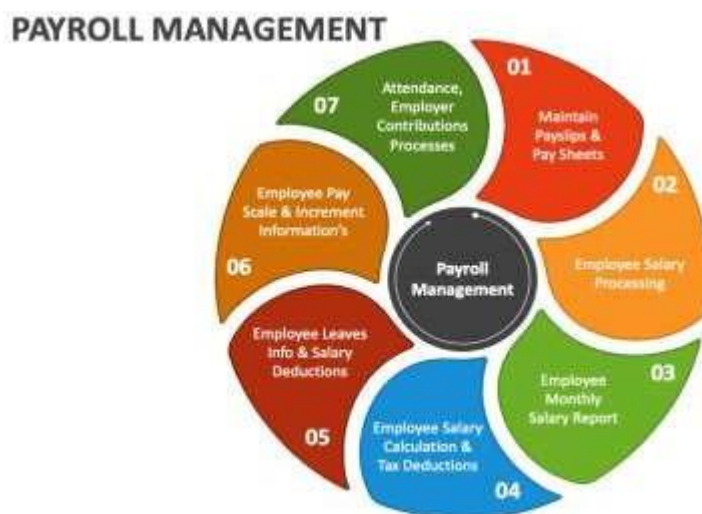 PAYROLL MANAGEMENT
01
Maintain
Payslips &
Pay Sheets
02
Employee Salary
Processing
03
Employee
Monthly
Salary Report
04
Employee Salary
Calculation &
Tax Deductions
05
Employee Leaves
Info & Salary
Deductions
06
Employee Pay
Scale & Increment
Information's
07
Attendance,
Employer
Contributions
Processes
Payroll
Management